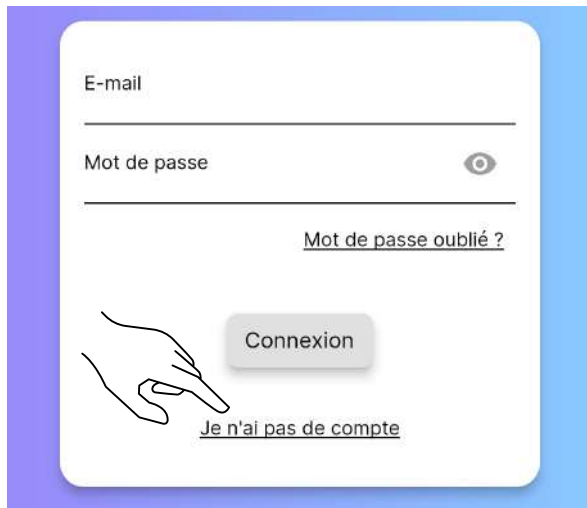 E-mail
Mot de passe
Mot de passe oublié ?
Connexion
Je n'ai pas de compte